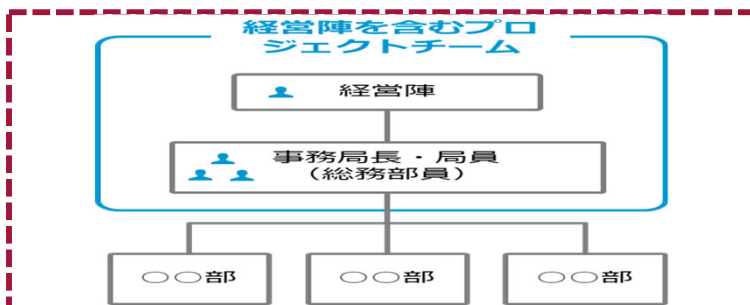 経営陣を含むプロ
ジェクトチーム
経営陣
事務局長・局員
(総務部員)
○○部
○○部
○○部